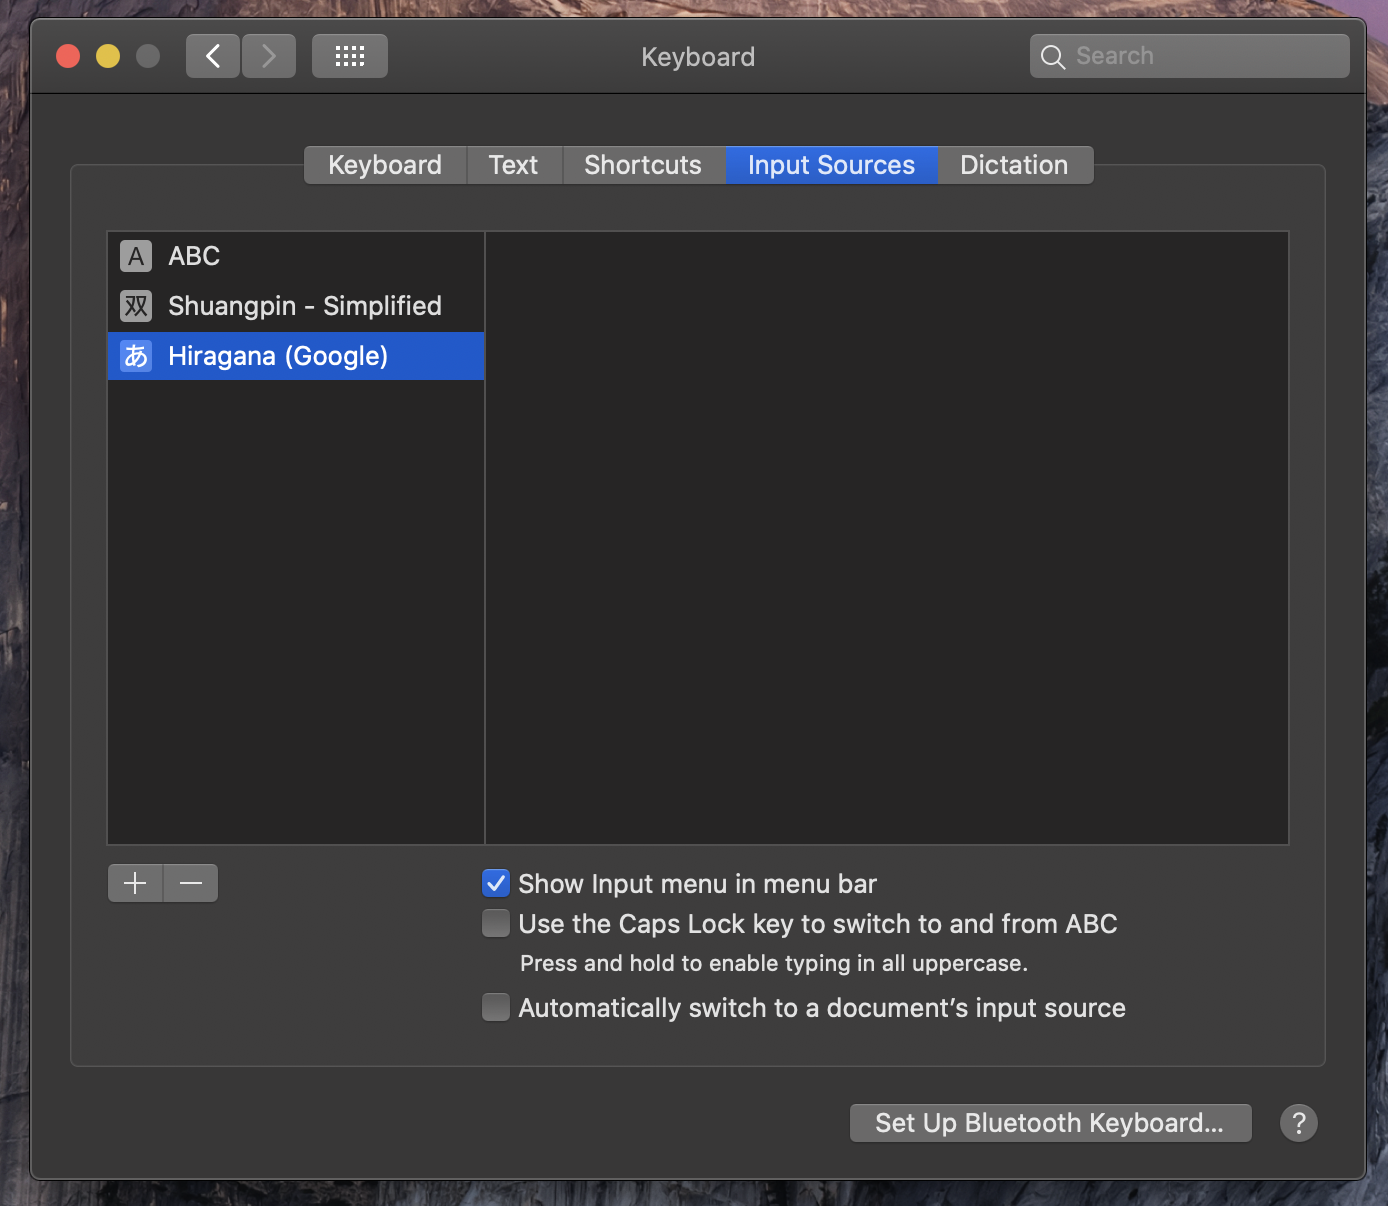 Keyboard
Search
Keyboard
Text
Shortcuts
Input Sources
Dictation
A ABC
双 Shuangpin - Simplified
あ Hiragana (Google)
Show Input menu in menu bar
Use the Caps Lock key to switch to and from ABC
Press and hold to enable typing in all uppercase.
Automatically switch to a document’s input source
Set Up Bluetooth Keyboard...
?